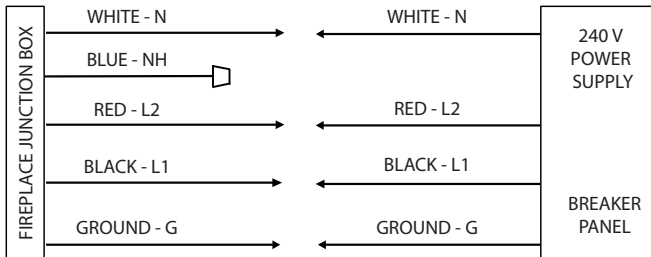 FIREPLACE JUNCTION BOX
WHITE - N
WHITE - N
BLUE - NH
RED - L2
RED - L2
BLACK - L1
BLACK - L1
GROUND - G
GROUND - G
240 V
POWER
SUPPLY
BREAKER
PANEL